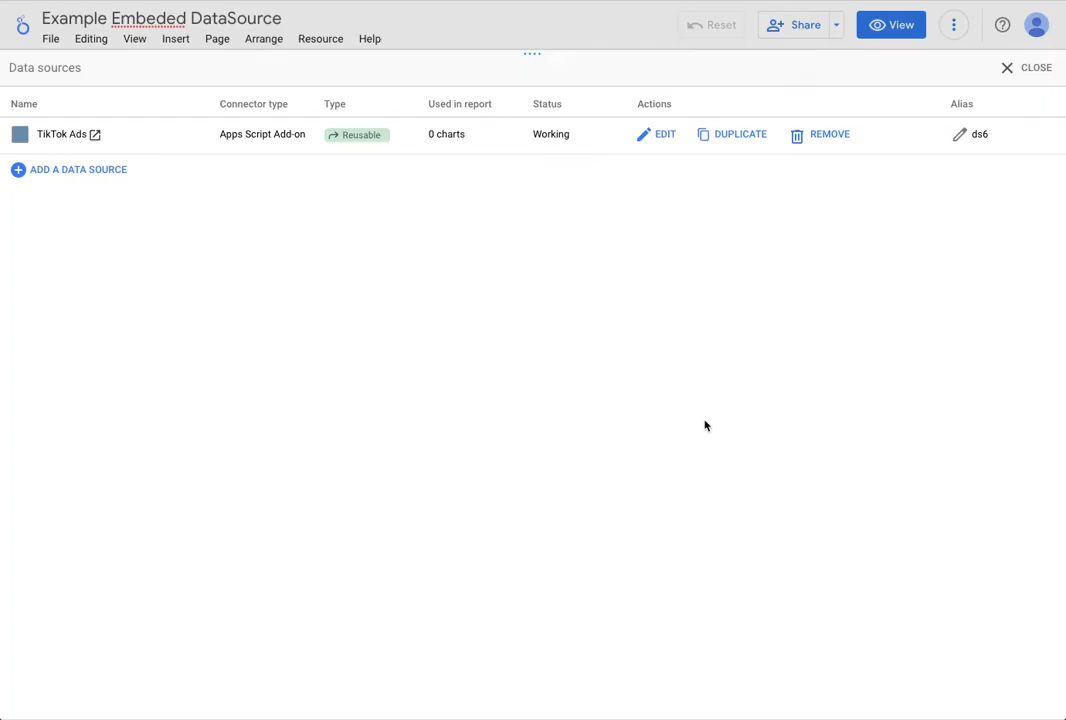 Example Embeded DataSource
File Editing View Insert Page Arrange Resource Help
Reset Share View
Data sources
CLOSE
Name Connector type Type Used in report Status Actions Alias
TikTok Ads Apps Script Add-on Reusable 0 charts Working EDIT DUPLICATE REMOVE ds6
ADD A DATA SOURCE